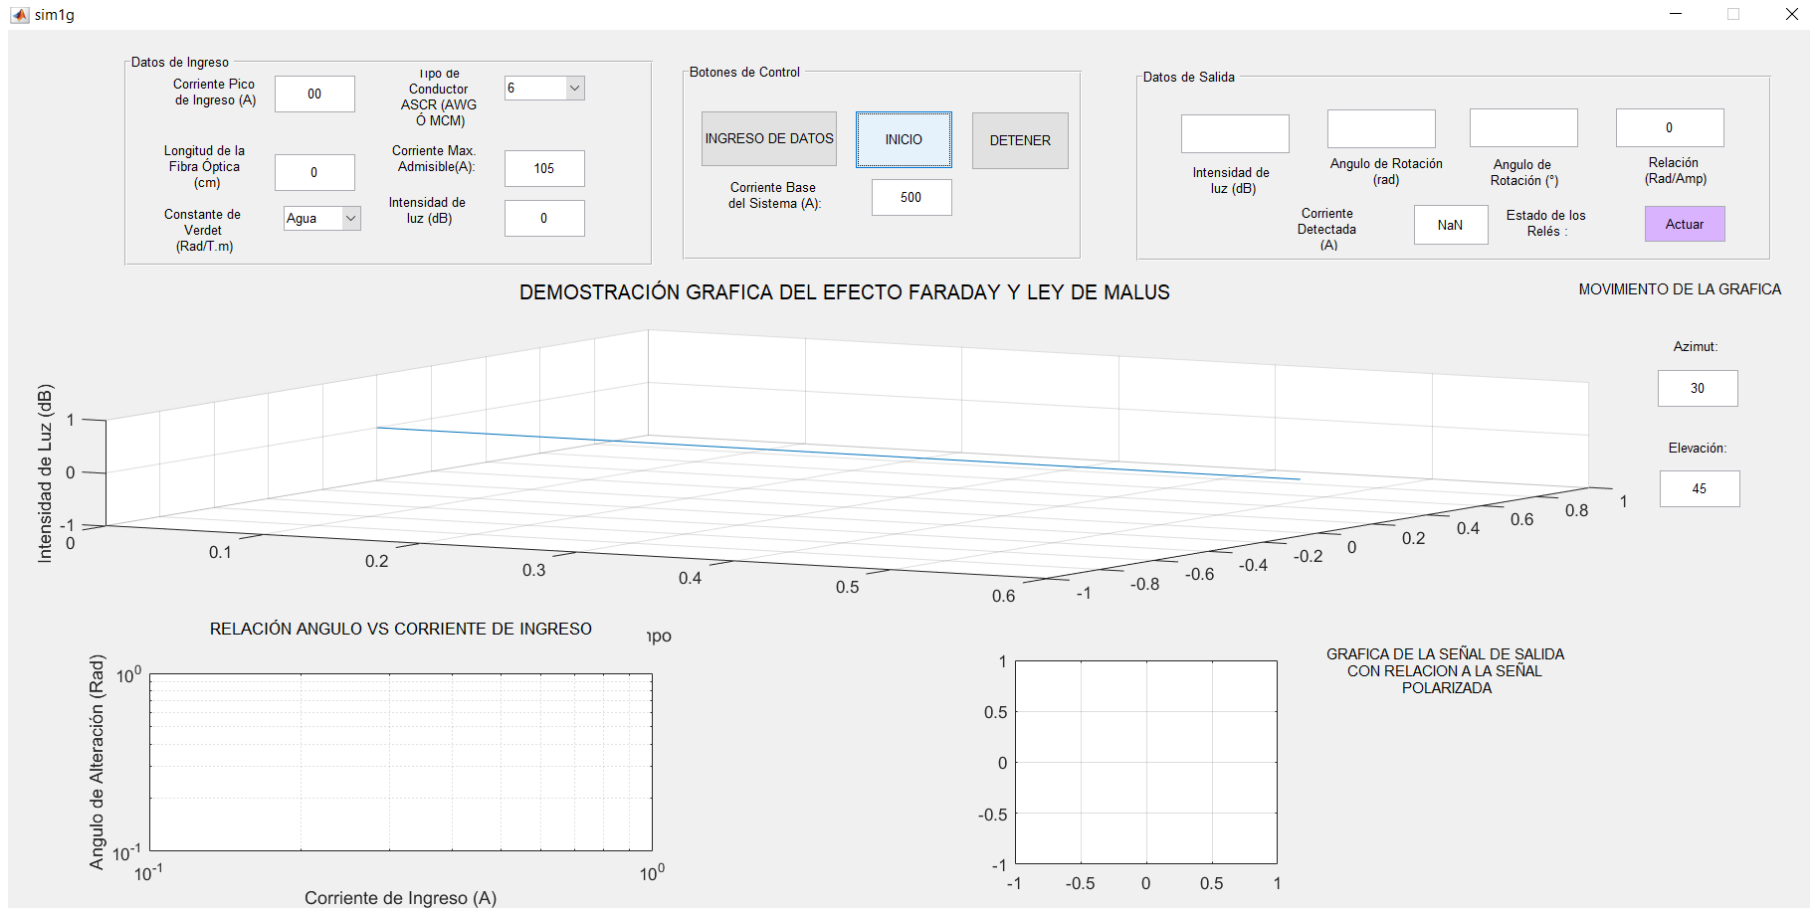 sim1g
Datos de Ingreso
Corriente Pico
de Ingreso (A)
00
Tipo de
Conductor
ASCR (AWG
Ó MCM)
6
Longitud de la
Fibra Óptica
(cm)
0
Corriente Max.
Admisible(A):
105
Constante de
Verdet
(Rad/T.m)
Agua
Intensidad de
luz (dB)
0
Botones de Control
INGRESO DE DATOS
INICIO
DETENER
Corriente Base
del Sistema (A):
500
Datos de Salida
Intensidad de
luz (dB)
Angulo de Rotación
(rad)
Angulo de
Rotación (°)
0
Relación
(Rad/Amp)
Corriente
Detectada
(A)
NaN
Estado de los
Relés :
Actuar
DEMOSTRACIÓN GRAFICA DEL EFECTO FARADAY Y LEY DE MALUS
MOVIMIENTO DE LA GRAFICA
Azimut:
30
Elevación:
45
Intensidad de Luz (dB)
1
0
-1
0
0.1
0.2
0.3
0.4
0.5
0.6
-1
-0.8
-0.6
-0.4
-0.2
0
0.2
0.4
0.6
0.8
1
RELACIÓN ANGULO VS CORRIENTE DE INGRESO
mpo
Angulo de Alteración (Rad)
10^0
10^-1
10^-1
10^0
Corriente de Ingreso (A)
1
0.5
0
-0.5
-1
-1
-0.5
0
0.5
1
GRAFICA DE LA SEÑAL DE SALIDA
CON RELACION A LA SEÑAL
POLARIZADA